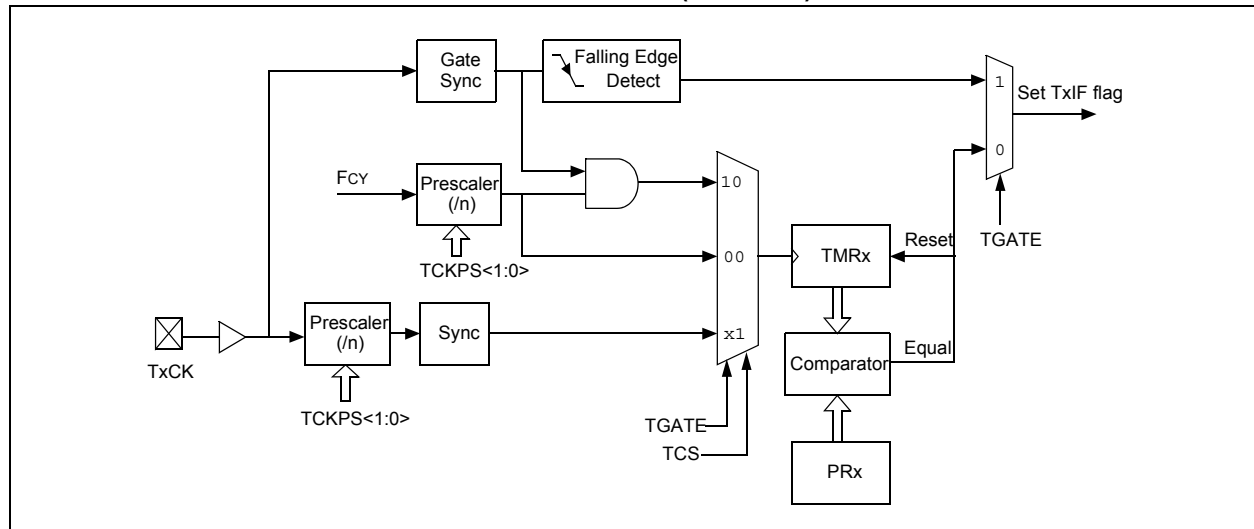 Gate
Sync
Falling Edge
Detect
1
Set TxIF flag
0
TGATE
FCY
Prescaler
(/n)
TCKPS<1:0>
10
00
x1
TMRx
Reset
TxCK
Prescaler
(/n)
TCKPS<1:0>
Sync
Comparator
Equal
TGATE
TCS
PRx